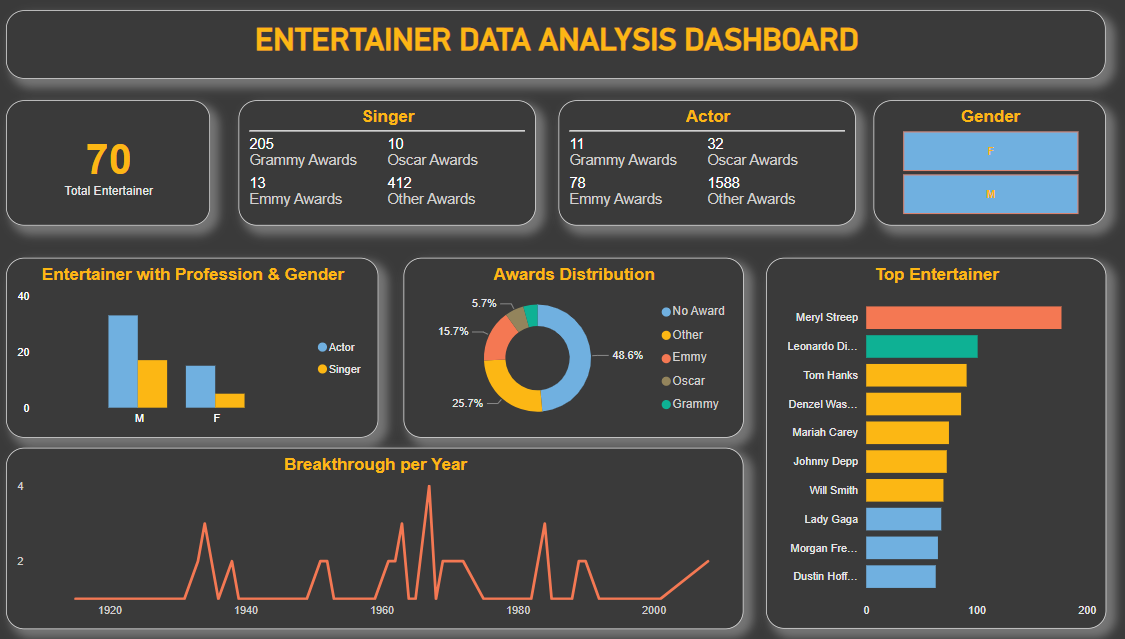 ENTERTAINER DATA ANALYSIS DASHBOARD
70
Total Entertainer
Singer
205
10
Grammy Awards
Oscar Awards
13
412
Emmy Awards
Other Awards
Actor
11
32
Grammy Awards
Oscar Awards
78
1588
Emmy Awards
Other Awards
Gender
F
M
Entertainer with Profession & Gender
40
20
0
M
F
Actor
Singer
Awards Distribution
5.7%
15.7%
25.7%
48.6%
No Award
Other
Emmy
Oscar
Grammy
Top Entertainer
Meryl Streep
Leonardo Di...
Tom Hanks
Denzel Was...
Mariah Carey
Johnny Depp
Will Smith
Lady Gaga
Morgan Fre...
Dustin Hoff...
0 100 200
Breakthrough per Year
4
2
1920 1940 1960 1980 2000